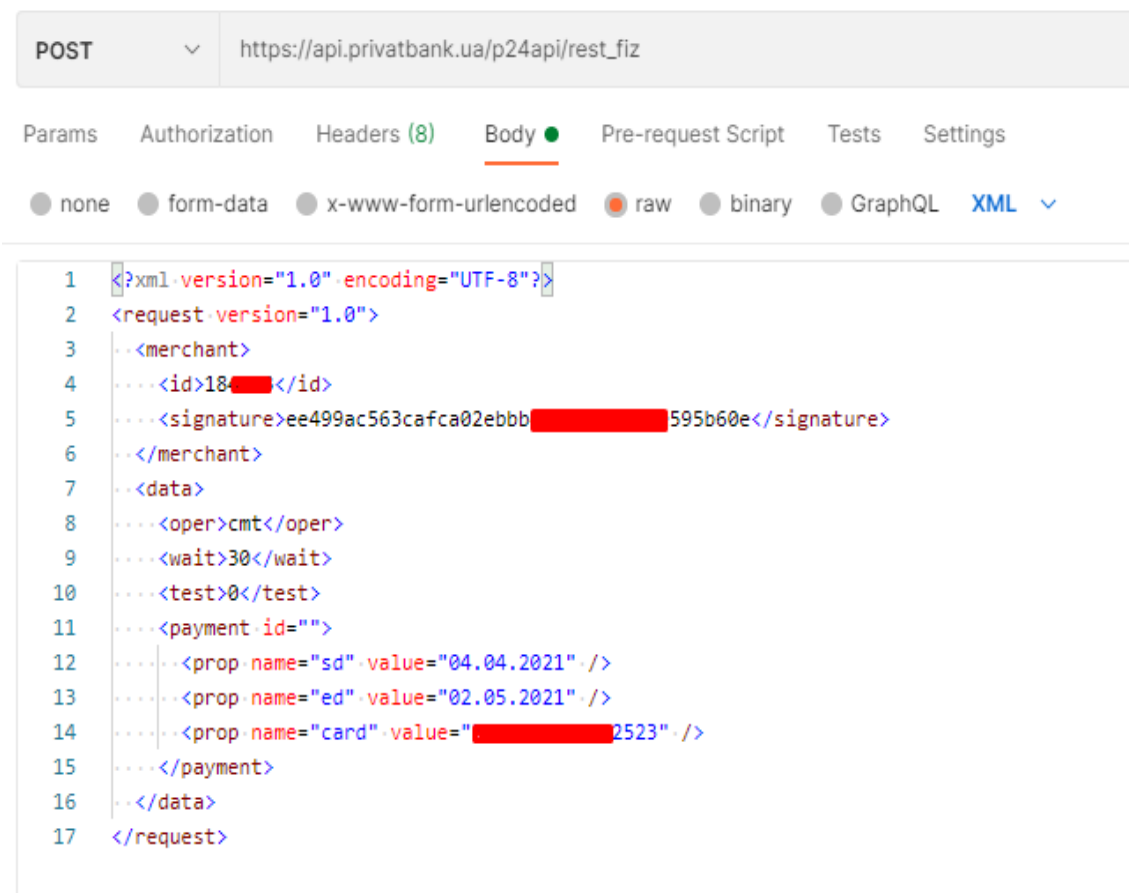 POST https://api.privatbank.ua/p24api/rest_fiz
Params Authorization Headers (8) Body Pre-request Script Tests Settings
none form-data x-www-form-urlencoded raw binary GraphQL XML
1 <?xml version="1.0" encoding="UTF-8"?>
2 <request version="1.0">
3 <merchant>
4 <id>184</id>
5 <signature>ee499ac563cafca02ebbb 595b60e</signature>
6 </merchant>
7 <data>
8 <oper>cmt</oper>
9 <wait>30</wait>
10 <test>0</test>
11 <payment id="">
12 <prop name="sd" value="04.04.2021" />
13 <prop name="ed" value="02.05.2021" />
14 <prop name="card" value=" 2523" />
15 </payment>
16 </data>
17 </request>